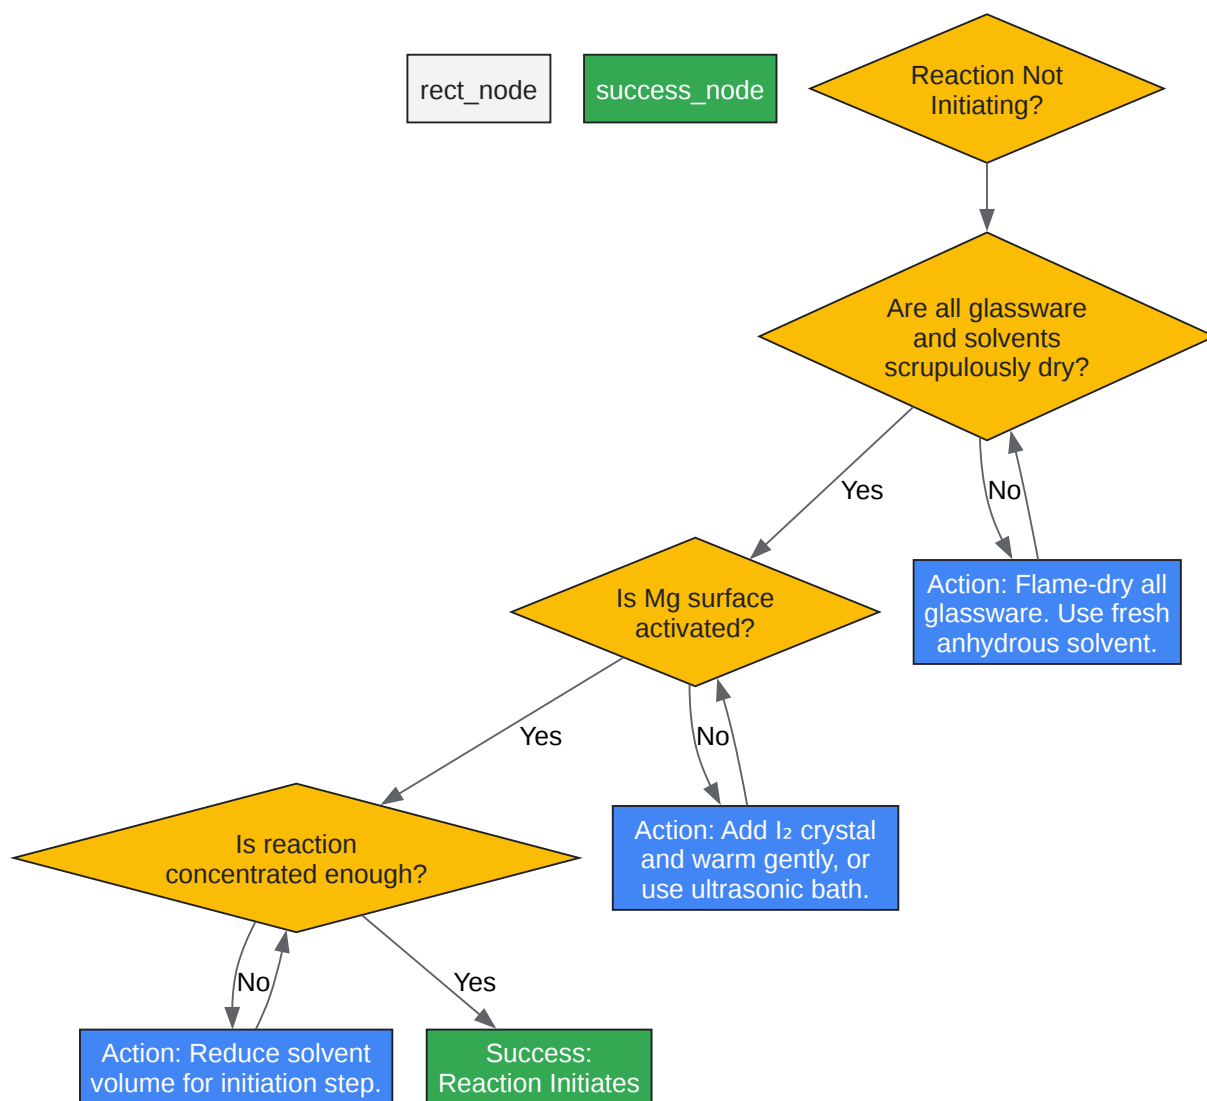 rect_node
success_node
Reaction Not
Initiating?
Are all glassware
and solvents
scrupulously dry?
Yes
No
Is Mg surface
activated?
Action: Flame-dry all
glassware. Use fresh
anhydrous solvent.
Yes
No
Is reaction
concentrated enough?
Action: Add I₂ crystal
and warm gently, or
use ultrasonic bath.
No
Yes
Action: Reduce solvent
volume for initiation step.
Success:
Reaction Initiates